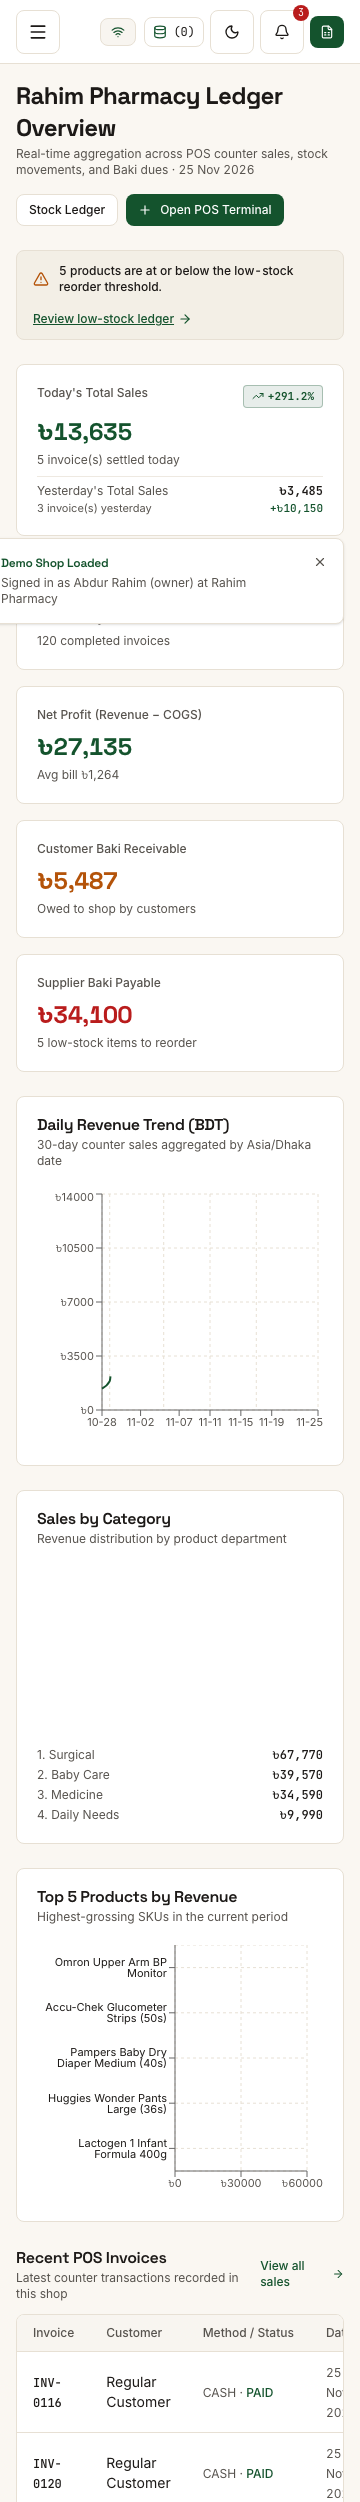 (0)
3
Rahim Pharmacy Ledger
Overview
Real-time aggregation across POS counter sales, stock
movements, and Baki dues · 25 Nov 2026
Stock Ledger
+ Open POS Terminal
5 products are at or below the low-stock
reorder threshold.
Review low-stock ledger →
Today's Total Sales
+291.2%
৳13,635
5 invoice(s) settled today
Yesterday's Total Sales ৳3,485
3 invoice(s) yesterday +৳10,150
Demo Shop Loaded
Signed in as Abdur Rahim (owner) at Rahim
Pharmacy
120 completed invoices
Net Profit (Revenue − COGS)
৳27,135
Avg bill ৳1,264
Customer Baki Receivable
৳5,487
Owed to shop by customers
Supplier Baki Payable
৳34,100
5 low-stock items to reorder
Daily Revenue Trend (BDT)
30-day counter sales aggregated by Asia/Dhaka
date
৳14000
৳10500
৳7000
৳3500
৳0
10-28 11-02 11-07 11-11 11-15 11-19 11-25
Sales by Category
Revenue distribution by product department
1. Surgical ৳67,770
2. Baby Care ৳39,570
3. Medicine ৳34,590
4. Daily Needs ৳9,990
Top 5 Products by Revenue
Highest-grossing SKUs in the current period
Omron Upper Arm BP
Monitor
Accu-Chek Glucometer
Strips (50s)
Pampers Baby Dry
Diaper Medium (40s)
Huggies Wonder Pants
Large (36s)
Lactogen 1 Infant
Formula 400g
৳0 ৳30000 ৳60000
Recent POS Invoices
Latest counter transactions recorded in
this shop
View all
sales →
Invoice Customer Method / Status
INV-
0116
Regular
Customer
CASH · PAID
25
INV-
0120
Regular
Customer
CASH · PAID
25